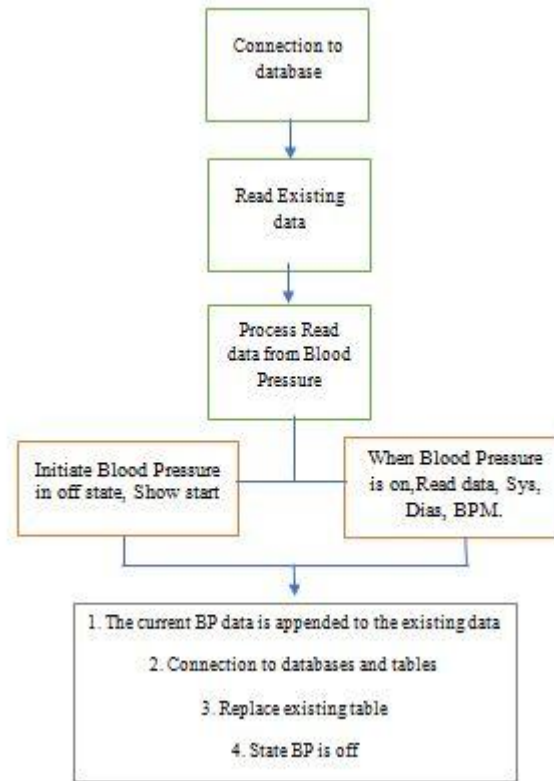 Connection to
database
Read Existing
data
Process Read
data from Blood
Pressure
Initiate Blood Pressure
in off state, Show start
When Blood Pressure
is on,Read data, Sys,
Dias, BPM.
1. The current BP data is appended to the existing data
2. Connection to databases and tables
3. Replace existing table
4. State BP is off